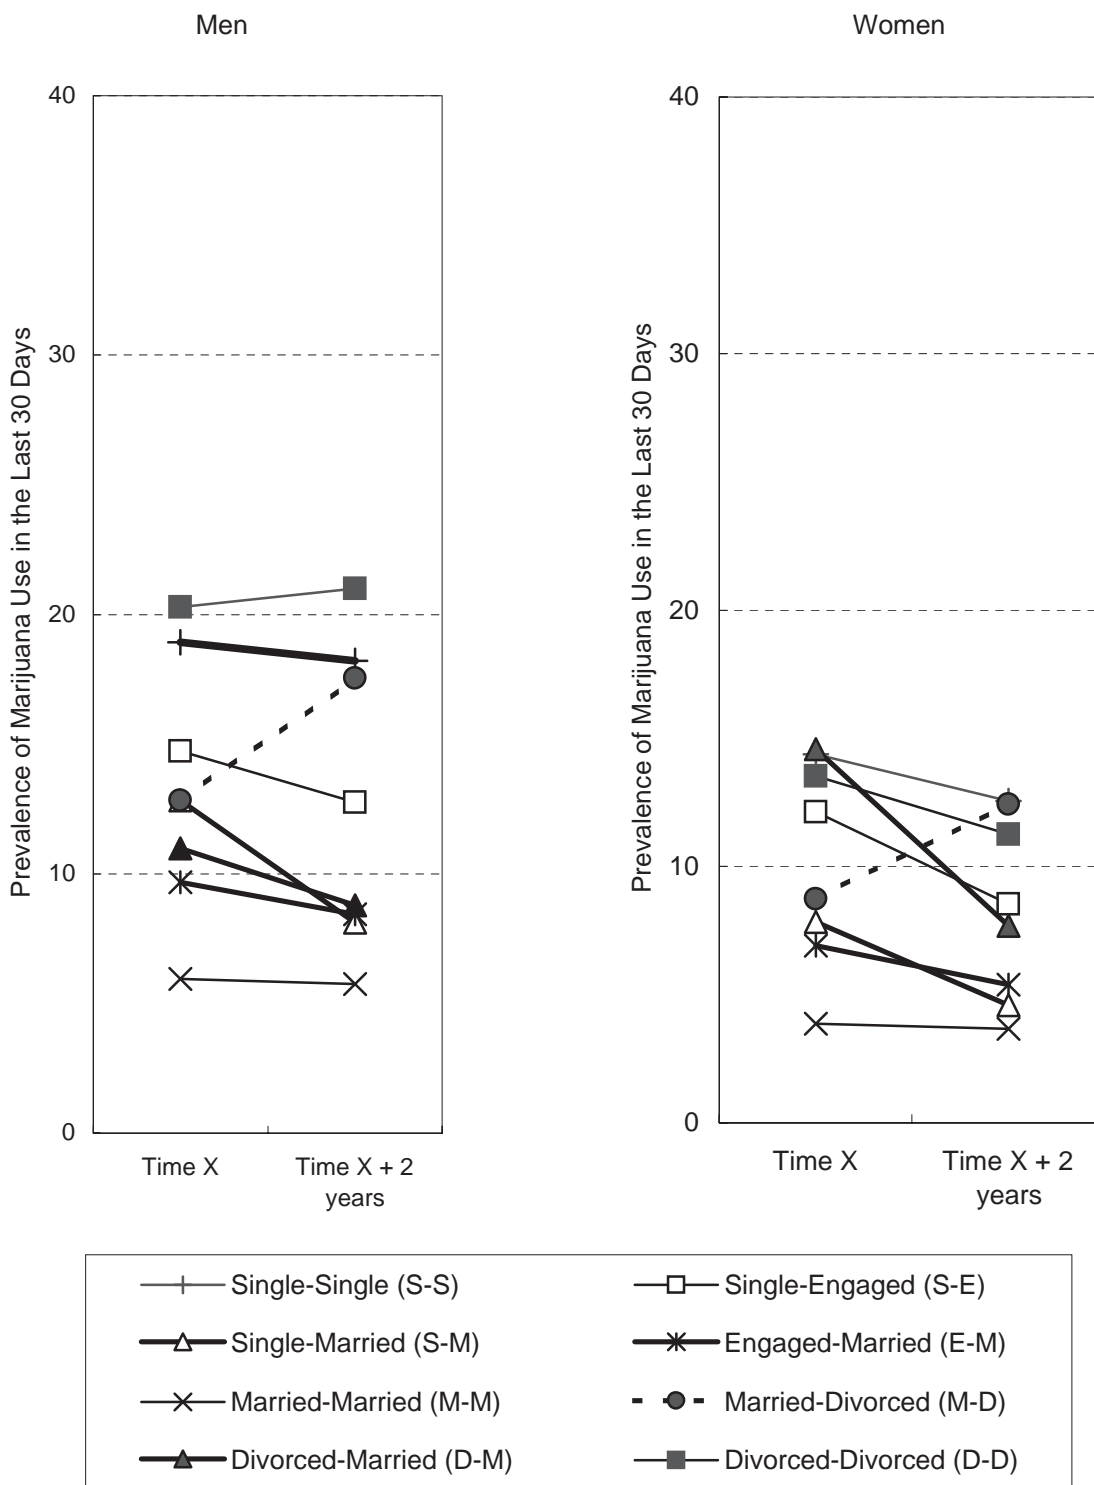 Men
Women
Prevalence of Marijuana Use in the Last 30 Days
40
30
20
10
0
Time X
Time X + 2
years
Prevalence of Marijuana Use in the Last 30 Days
40
30
20
10
0
Time X
Time X + 2
years
Single-Single (S-S)
Single-Engaged (S-E)
Single-Married (S-M)
Engaged-Married (E-M)
Married-Married (M-M)
Married-Divorced (M-D)
Divorced-Married (D-M)
Divorced-Divorced (D-D)